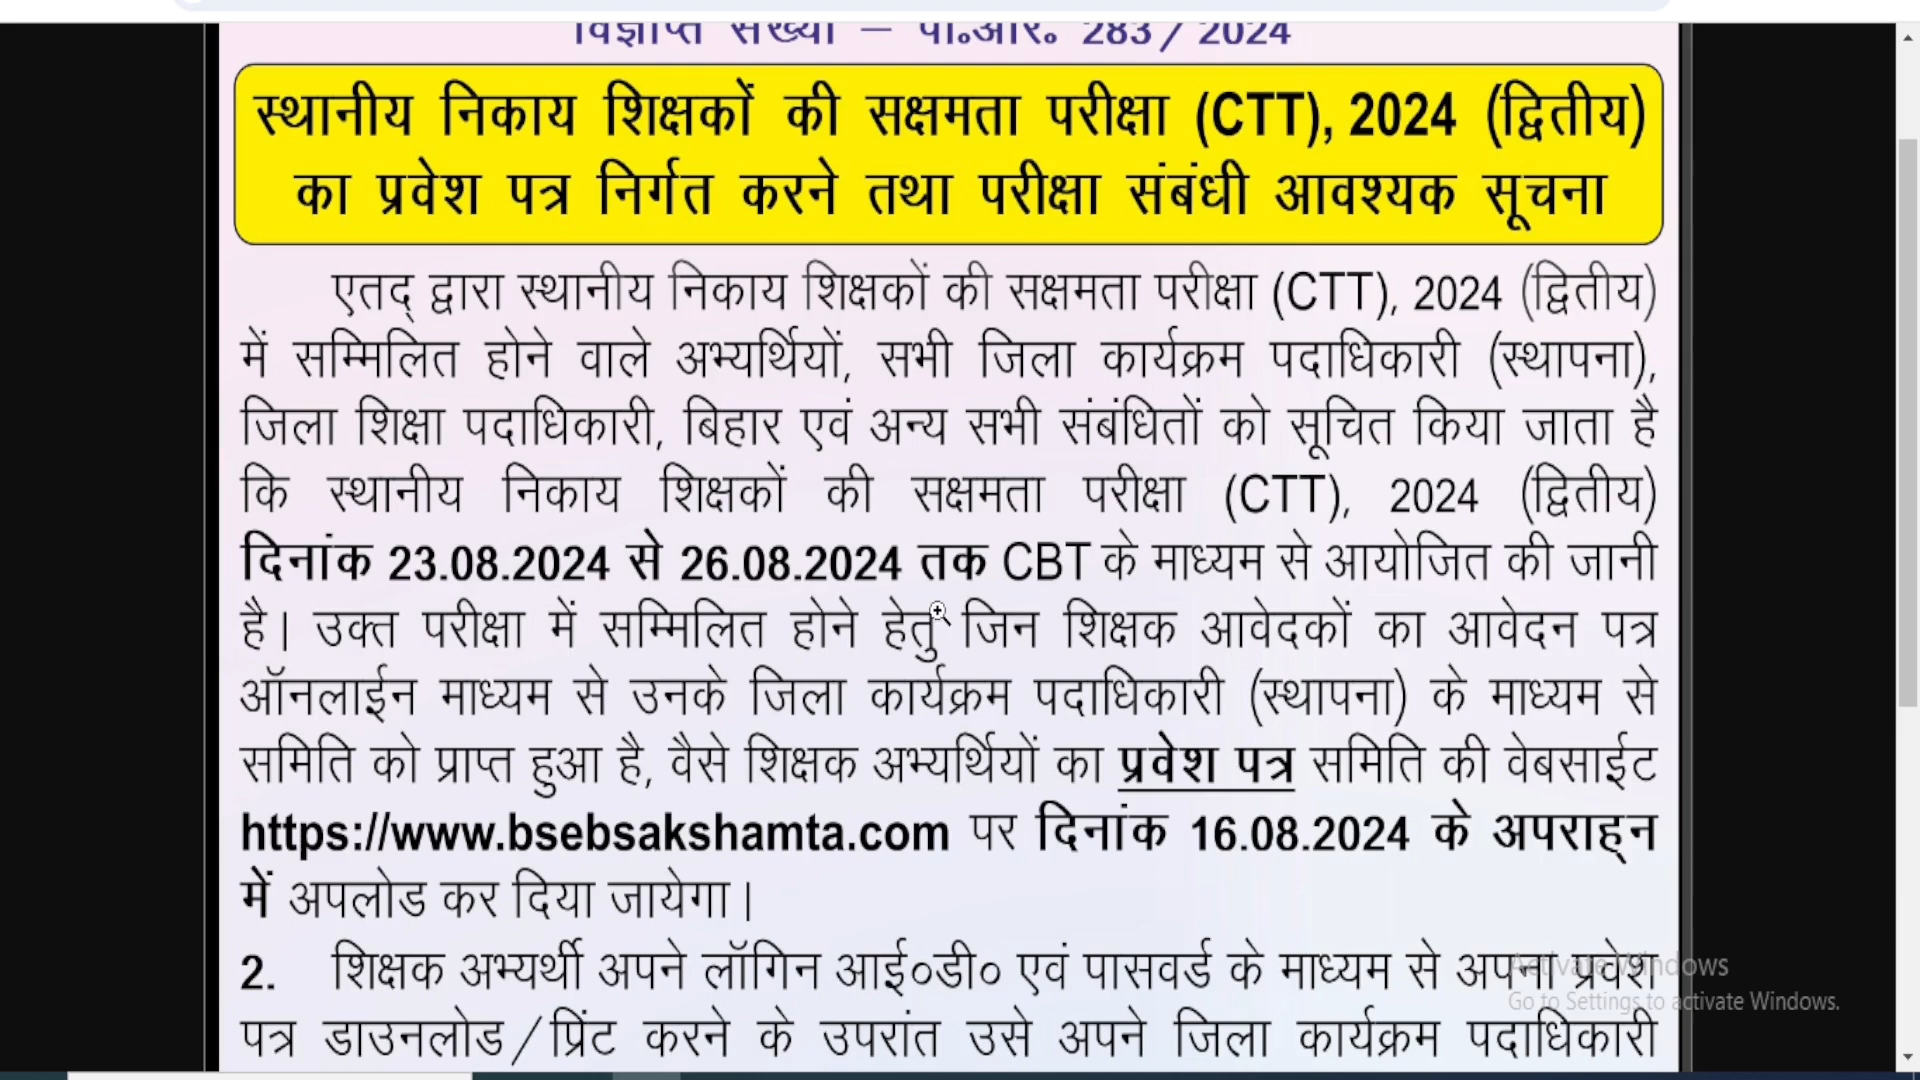 विज्ञप्ति संख्या – पी०आर० 283 / 2024
स्थानीय निकाय शिक्षकों की सक्षमता परीक्षा (CTT), 2024 (द्वितीय)
का प्रवेश पत्र निर्गत करने तथा परीक्षा संबंधी आवश्यक सूचना
एतद् द्वारा स्थानीय निकाय शिक्षकों की सक्षमता परीक्षा (CTT), 2024 (द्वितीय)
में सम्मिलित होने वाले अभ्यर्थियों, सभी जिला कार्यक्रम पदाधिकारी (स्थापना),
जिला शिक्षा पदाधिकारी, बिहार एवं अन्य सभी संबंधितों को सूचित किया जाता है
कि स्थानीय निकाय शिक्षकों की सक्षमता परीक्षा (CTT), 2024 (द्वितीय)
दिनांक 23.08.2024 से 26.08.2024 तक CBT के माध्यम से आयोजित की जानी
है। उक्त परीक्षा में सम्मिलित होने हेतु जिन शिक्षक आवेदकों का आवेदन पत्र
ऑनलाईन माध्यम से उनके जिला कार्यक्रम पदाधिकारी (स्थापना) के माध्यम से
समिति को प्राप्त हुआ है, वैसे शिक्षक अभ्यर्थियों का प्रवेश पत्र समिति की वेबसाईट
https://www.bsebsakshamta.com पर दिनांक 16.08.2024 के अपराह्न
में अपलोड कर दिया जायेगा।
2. शिक्षक अभ्यर्थी अपने लॉगिन आई०डी० एवं पासवर्ड के माध्यम से अपना प्रवेश
पत्र डाउनलोड / प्रिंट करने के उपरांत उसे अपने जिला कार्यक्रम पदाधिकारी
Activate Windows
Go to Settings to activate Windows.